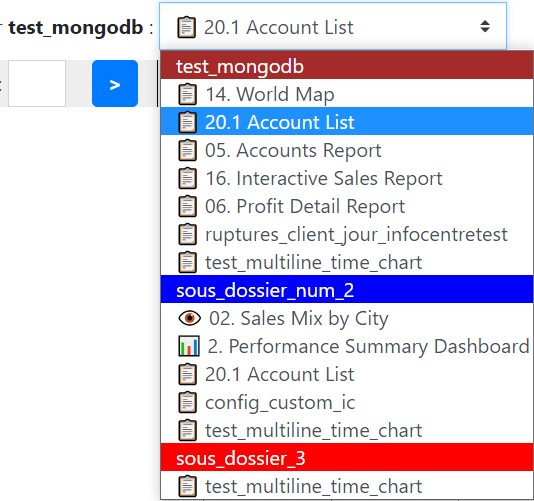 test_mongodb :
20.1 Account List
:
>
test_mongodb
14. World Map
20.1 Account List
05. Accounts Report
16. Interactive Sales Report
06. Profit Detail Report
ruptures_client_jour_infocentretest
test_multiline_time_chart
sous_dossier_num_2
02. Sales Mix by City
2. Performance Summary Dashboard
20.1 Account List
config_custom_ic
test_multiline_time_chart
sous_dossier_3
test_multiline_time_chart